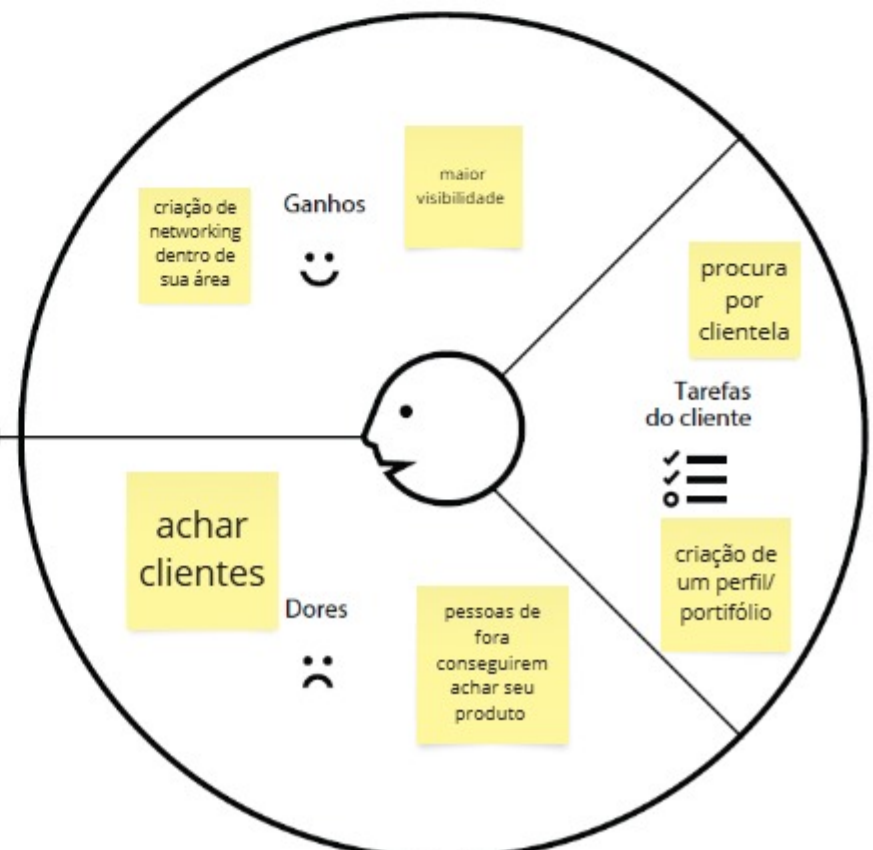 criação de
networking
dentro de
sua área
Ganhos
maior
visibilidade
procura
por
clientela
Tarefas
do cliente
criação de
um perfil/
portifólio
achar
clientes
Dores
pessoas de
fora
conseguirem
achar seu
produto